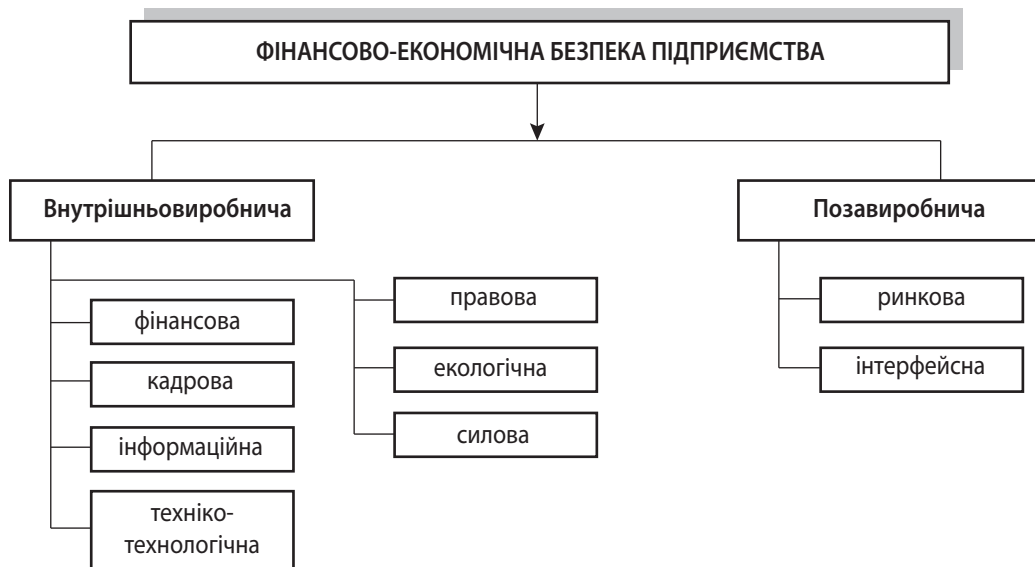 ФІНАНСОВО-ЕКОНОМІЧНА БЕЗПЕКА ПІДПРИЄМСТВА
Внутрішньовиробнича
фінансова
кадрова
інформаційна
техніко-
технологічна
правова
екологічна
силова
Позавиробнича
ринкова
інтерфейсна